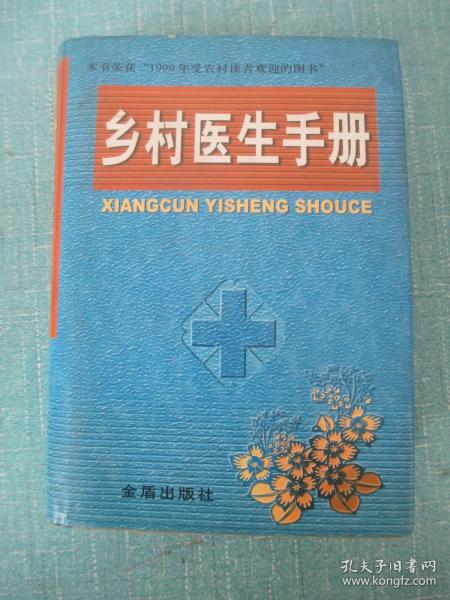 本书荣获“1999年受农村读者欢迎的图书”
乡村医生手册
XIANGCUN YISHENG SHOUCE
金盾出版社
孔夫子旧书网
www.kongfz.com